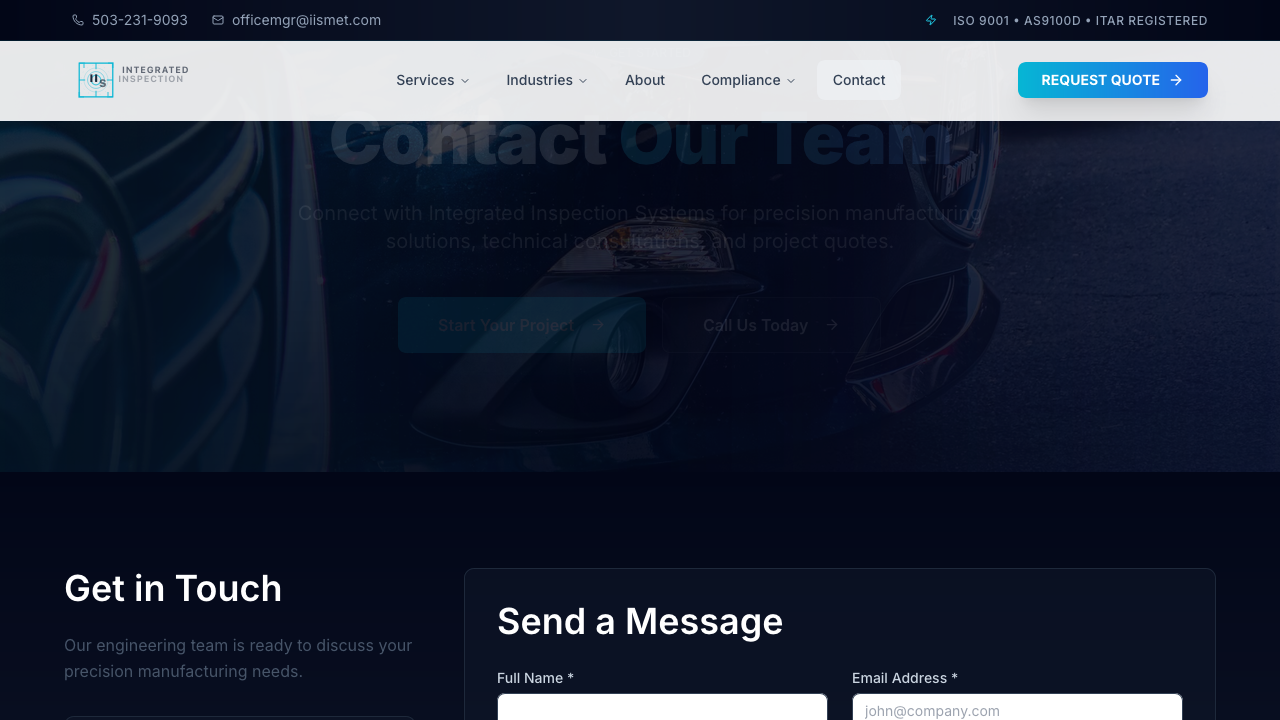 503-231-9093
officemgr@iismet.com
ISO 9001 • AS9100D • ITAR REGISTERED
IIS
INTEGRATED
INSPECTION
Services
Industries
About
Compliance
Contact
REQUEST QUOTE
Contact Our Team
Connect with Integrated Inspection Systems for precision manufacturing
solutions, technical consultations, and project quotes.
Start Your Project
Call Us Today
Get in Touch
Our engineering team is ready to discuss your
precision manufacturing needs.
Send a Message
Full Name *
Email Address *
john@company.com